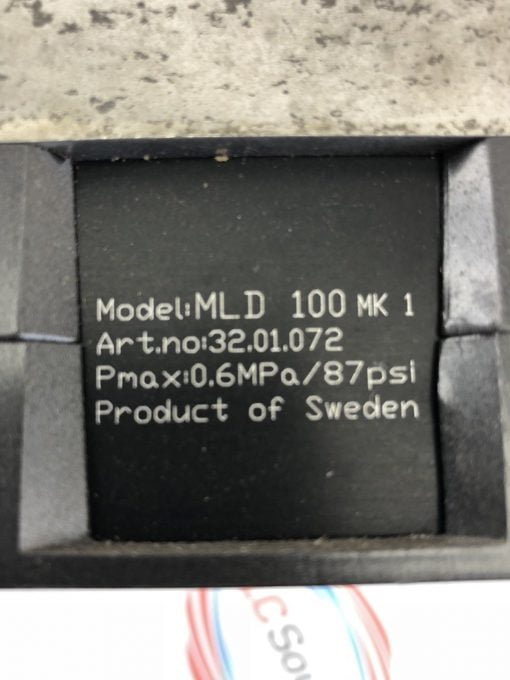 Model:MLD 100 MK 1
Art.no:32.01.072
Pmax:0.6MPa/87psi
Product of Sweden